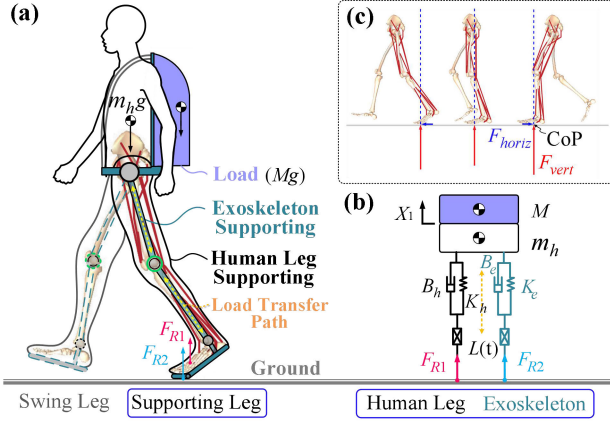 (a)
m_h g
Load (Mg)
Exoskeleton
Supporting
Human Leg
Supporting
Load Transfer
Path
F_R1
F_R2
Ground
Swing Leg
Supporting Leg
(c)
F_horiz
CoP
F_vert
(b)
X_1
M
m_h
B_e
B_h
K_h
K_e
L(t)
F_R1
F_R2
Human Leg
Exoskeleton